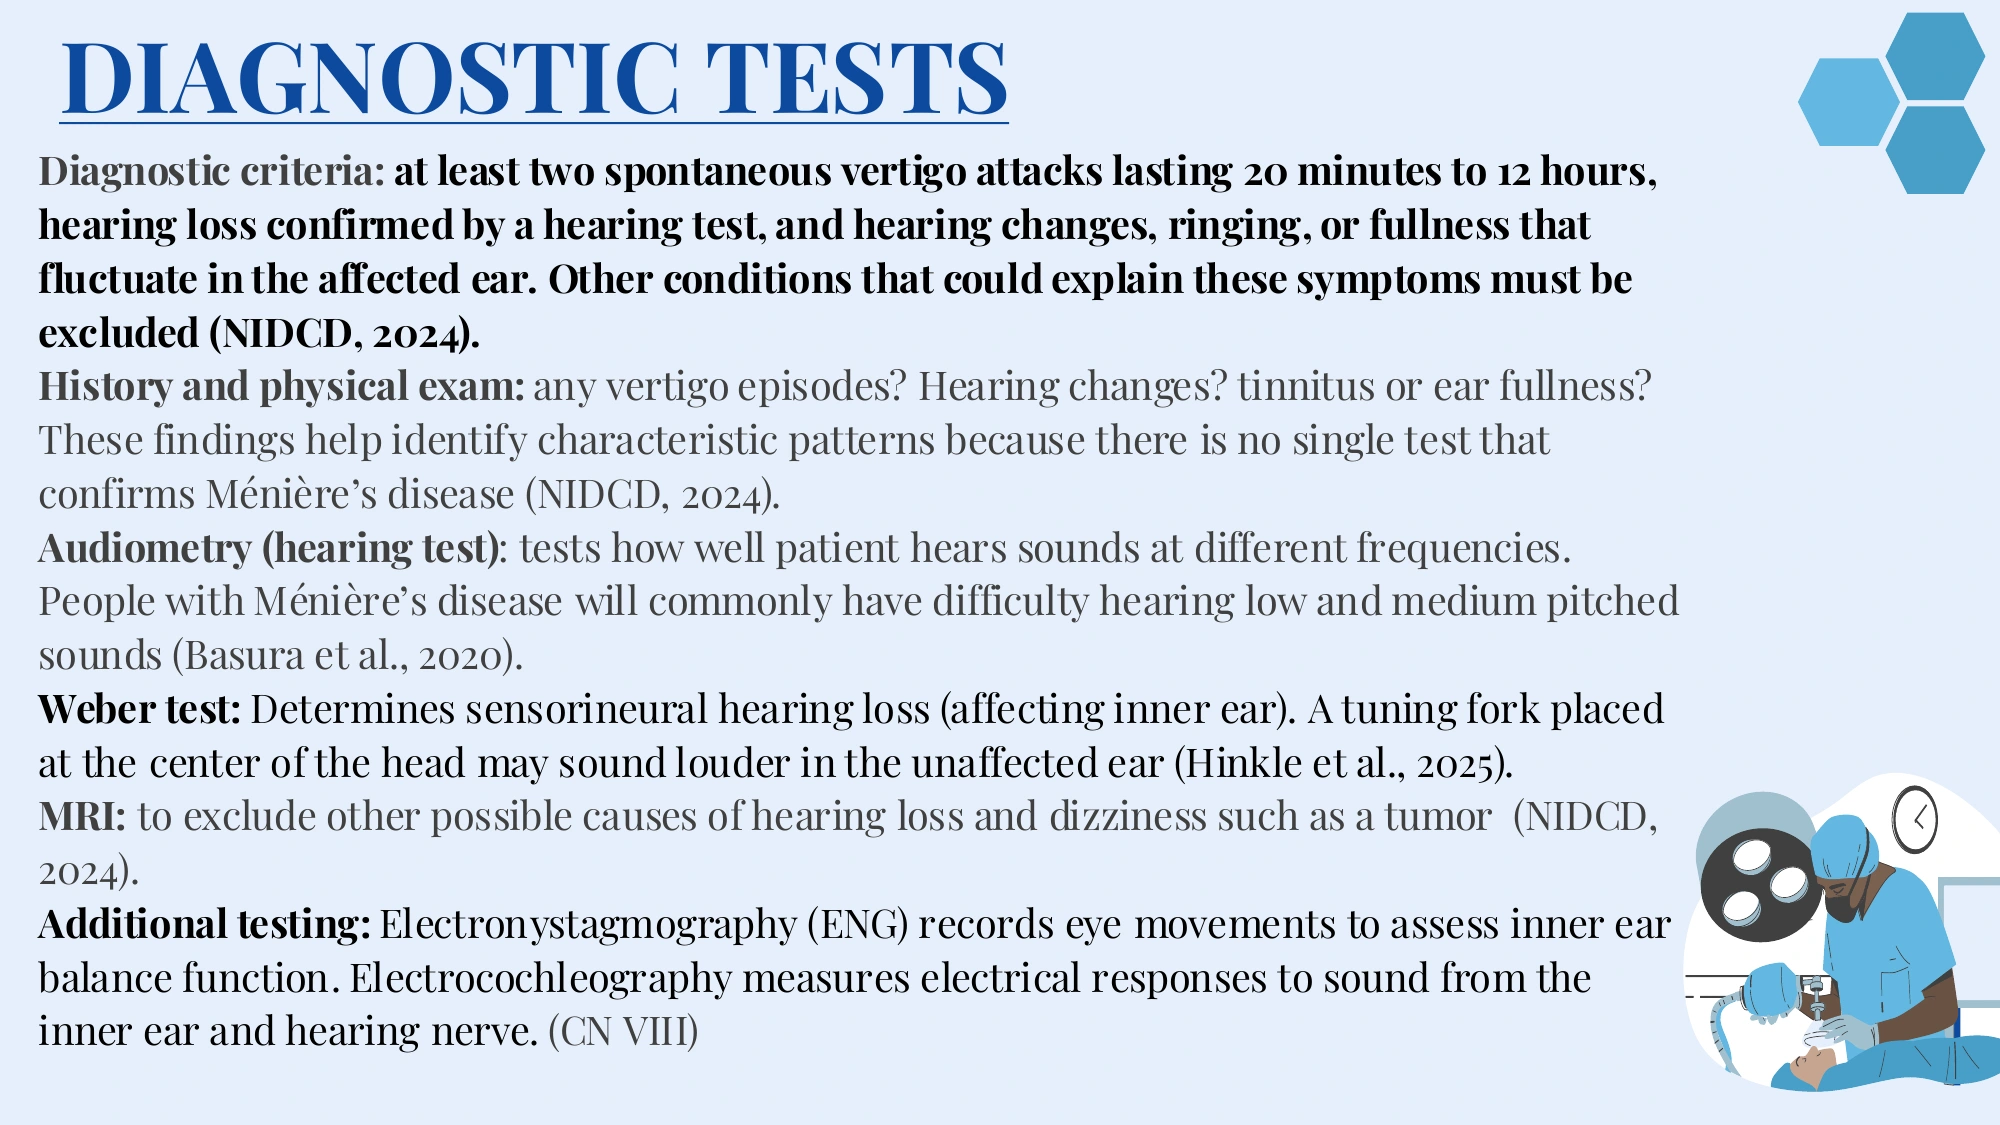 DIAGNOSTIC TESTS
Diagnostic criteria: at least two spontaneous vertigo attacks lasting 20 minutes to 12 hours,
hearing loss confirmed by a hearing test, and hearing changes, ringing, or fullness that
fluctuate in the affected ear. Other conditions that could explain these symptoms must be
excluded (NIDCD, 2024).
History and physical exam: any vertigo episodes? Hearing changes? tinnitus or ear fullness?
These findings help identify characteristic patterns because there is no single test that
confirms Ménière’s disease (NIDCD, 2024).
Audiometry (hearing test): tests how well patient hears sounds at different frequencies.
People with Ménière’s disease will commonly have difficulty hearing low and medium pitched
sounds (Basura et al., 2020).
Weber test: Determines sensorineural hearing loss (affecting inner ear). A tuning fork placed
at the center of the head may sound louder in the unaffected ear (Hinkle et al., 2025).
MRI: to exclude other possible causes of hearing loss and dizziness such as a tumor (NIDCD,
2024).
Additional testing: Electronystagmography (ENG) records eye movements to assess inner ear
balance function. Electrocochleography measures electrical responses to sound from the
inner ear and hearing nerve. (CN VIII)